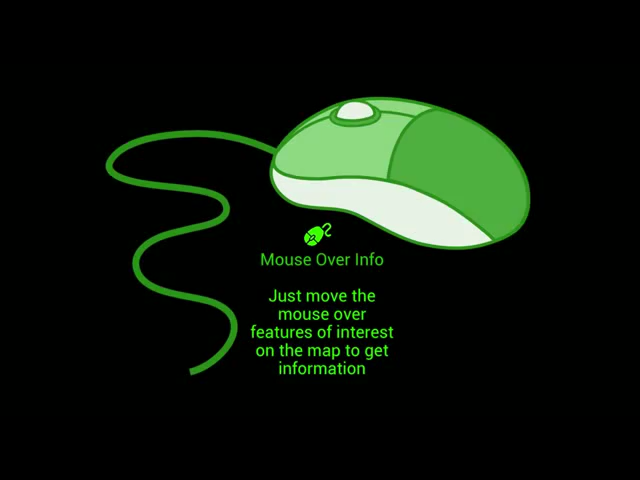 Mouse Over Info
Just move the
mouse over
features of interest
on the map to get
information